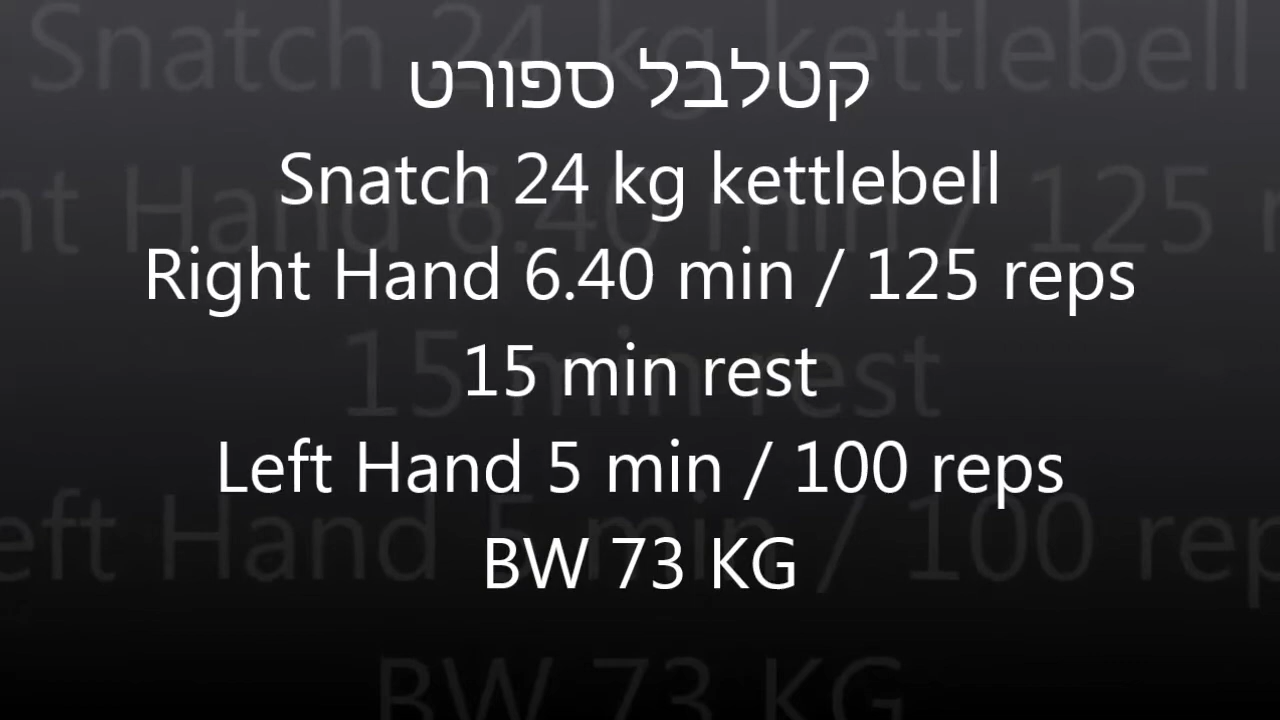 קטלבל ספורט
Snatch 24 kg kettlebell
Right Hand 6.40 min / 125 reps
15 min rest
Left Hand 5 min / 100 reps
BW 73 KG